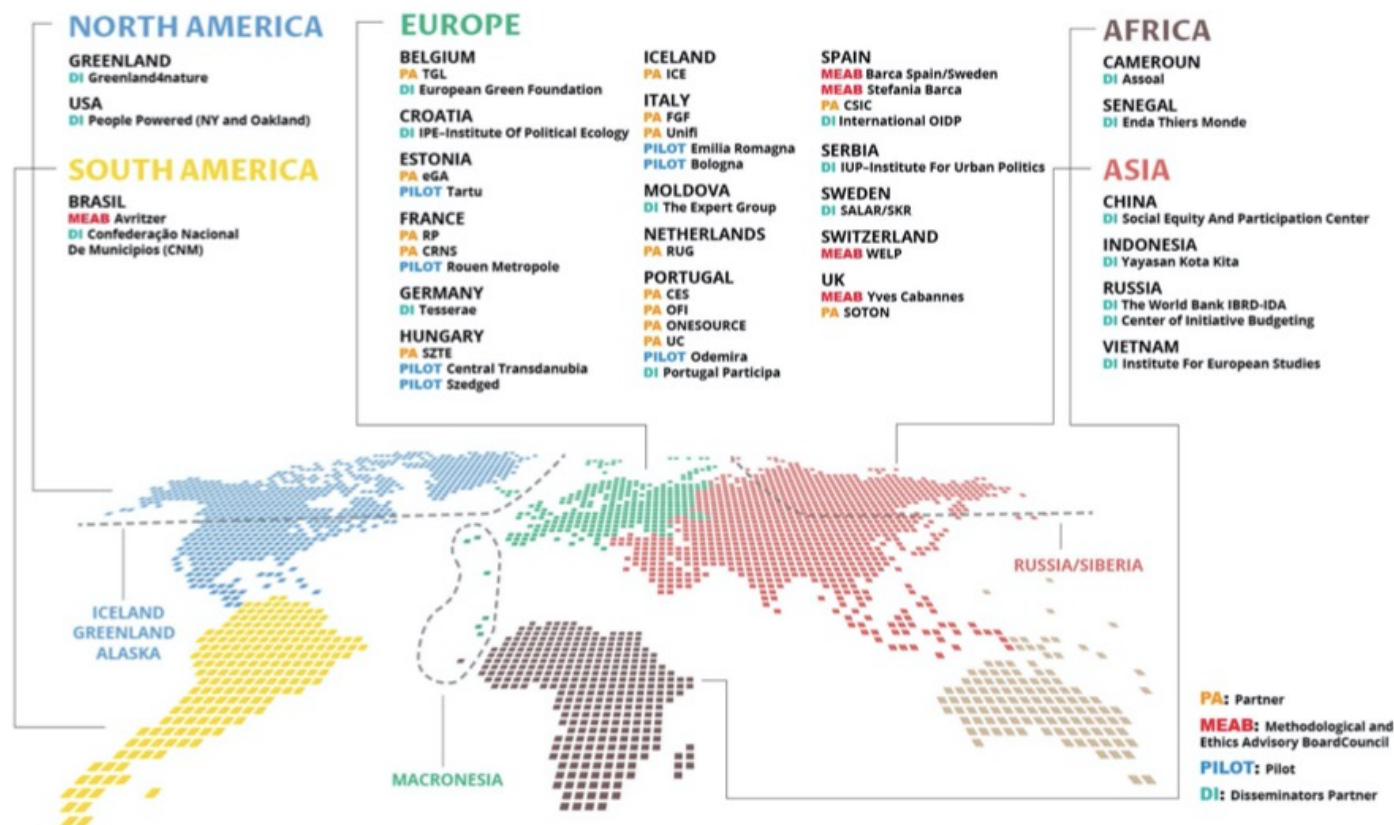 NORTH AMERICA
GREENLAND
DI Greenland4nature
USA
DI People Powered (NY and Oakland)
SOUTH AMERICA
BRASIL
MEAB Avritzer
DI Confederação Nacional
De Municipios (CNM)
EUROPE
BELGIUM
PA TGL
DI European Green Foundation
CROATIA
DI IPE–Institute Of Political Ecology
ESTONIA
PA eGA
PILOT Tartu
FRANCE
PA RP
PA CRNS
PILOT Rouen Metropole
GERMANY
DI Tesserae
HUNGARY
PA SZTE
PILOT Central Transdanubia
PILOT Szedged
ICELAND
PA ICE
ITALY
PA FGF
PA Unifi
PILOT Emilia Romagna
PILOT Bologna
MOLDOVA
DI The Expert Group
NETHERLANDS
PA RUG
PORTUGAL
PA CES
PA OFI
PA ONESOURCE
PA UC
PILOT Odemira
DI Portugal Participa
SPAIN
MEAB Barca Spain/Sweden
MEAB Stefania Barca
PA CSIC
DI International OIDP
SERBIA
DI IUP–Institute For Urban Politics
SWEDEN
DI SALAR/SKR
SWITZERLAND
MEAB WELP
UK
MEAB Yves Cabannes
PA SOTON
AFRICA
CAMEROUN
DI Assoal
SENEGAL
DI Enda Thiers Monde
ASIA
CHINA
DI Social Equity And Participation Center
INDONESIA
DI Yayasan Kota Kita
RUSSIA
DI The World Bank IBRD-IDA
DI Center of Initiative Budgeting
VIETNAM
DI Institute For European Studies
ICELAND
GREENLAND
ALASKA
MACRONESIA
RUSSIA/SIBERIA
PA: Partner
MEAB: Methodological and
Ethics Advisory BoardCouncil
PILOT: Pilot
DI: Disseminators Partner